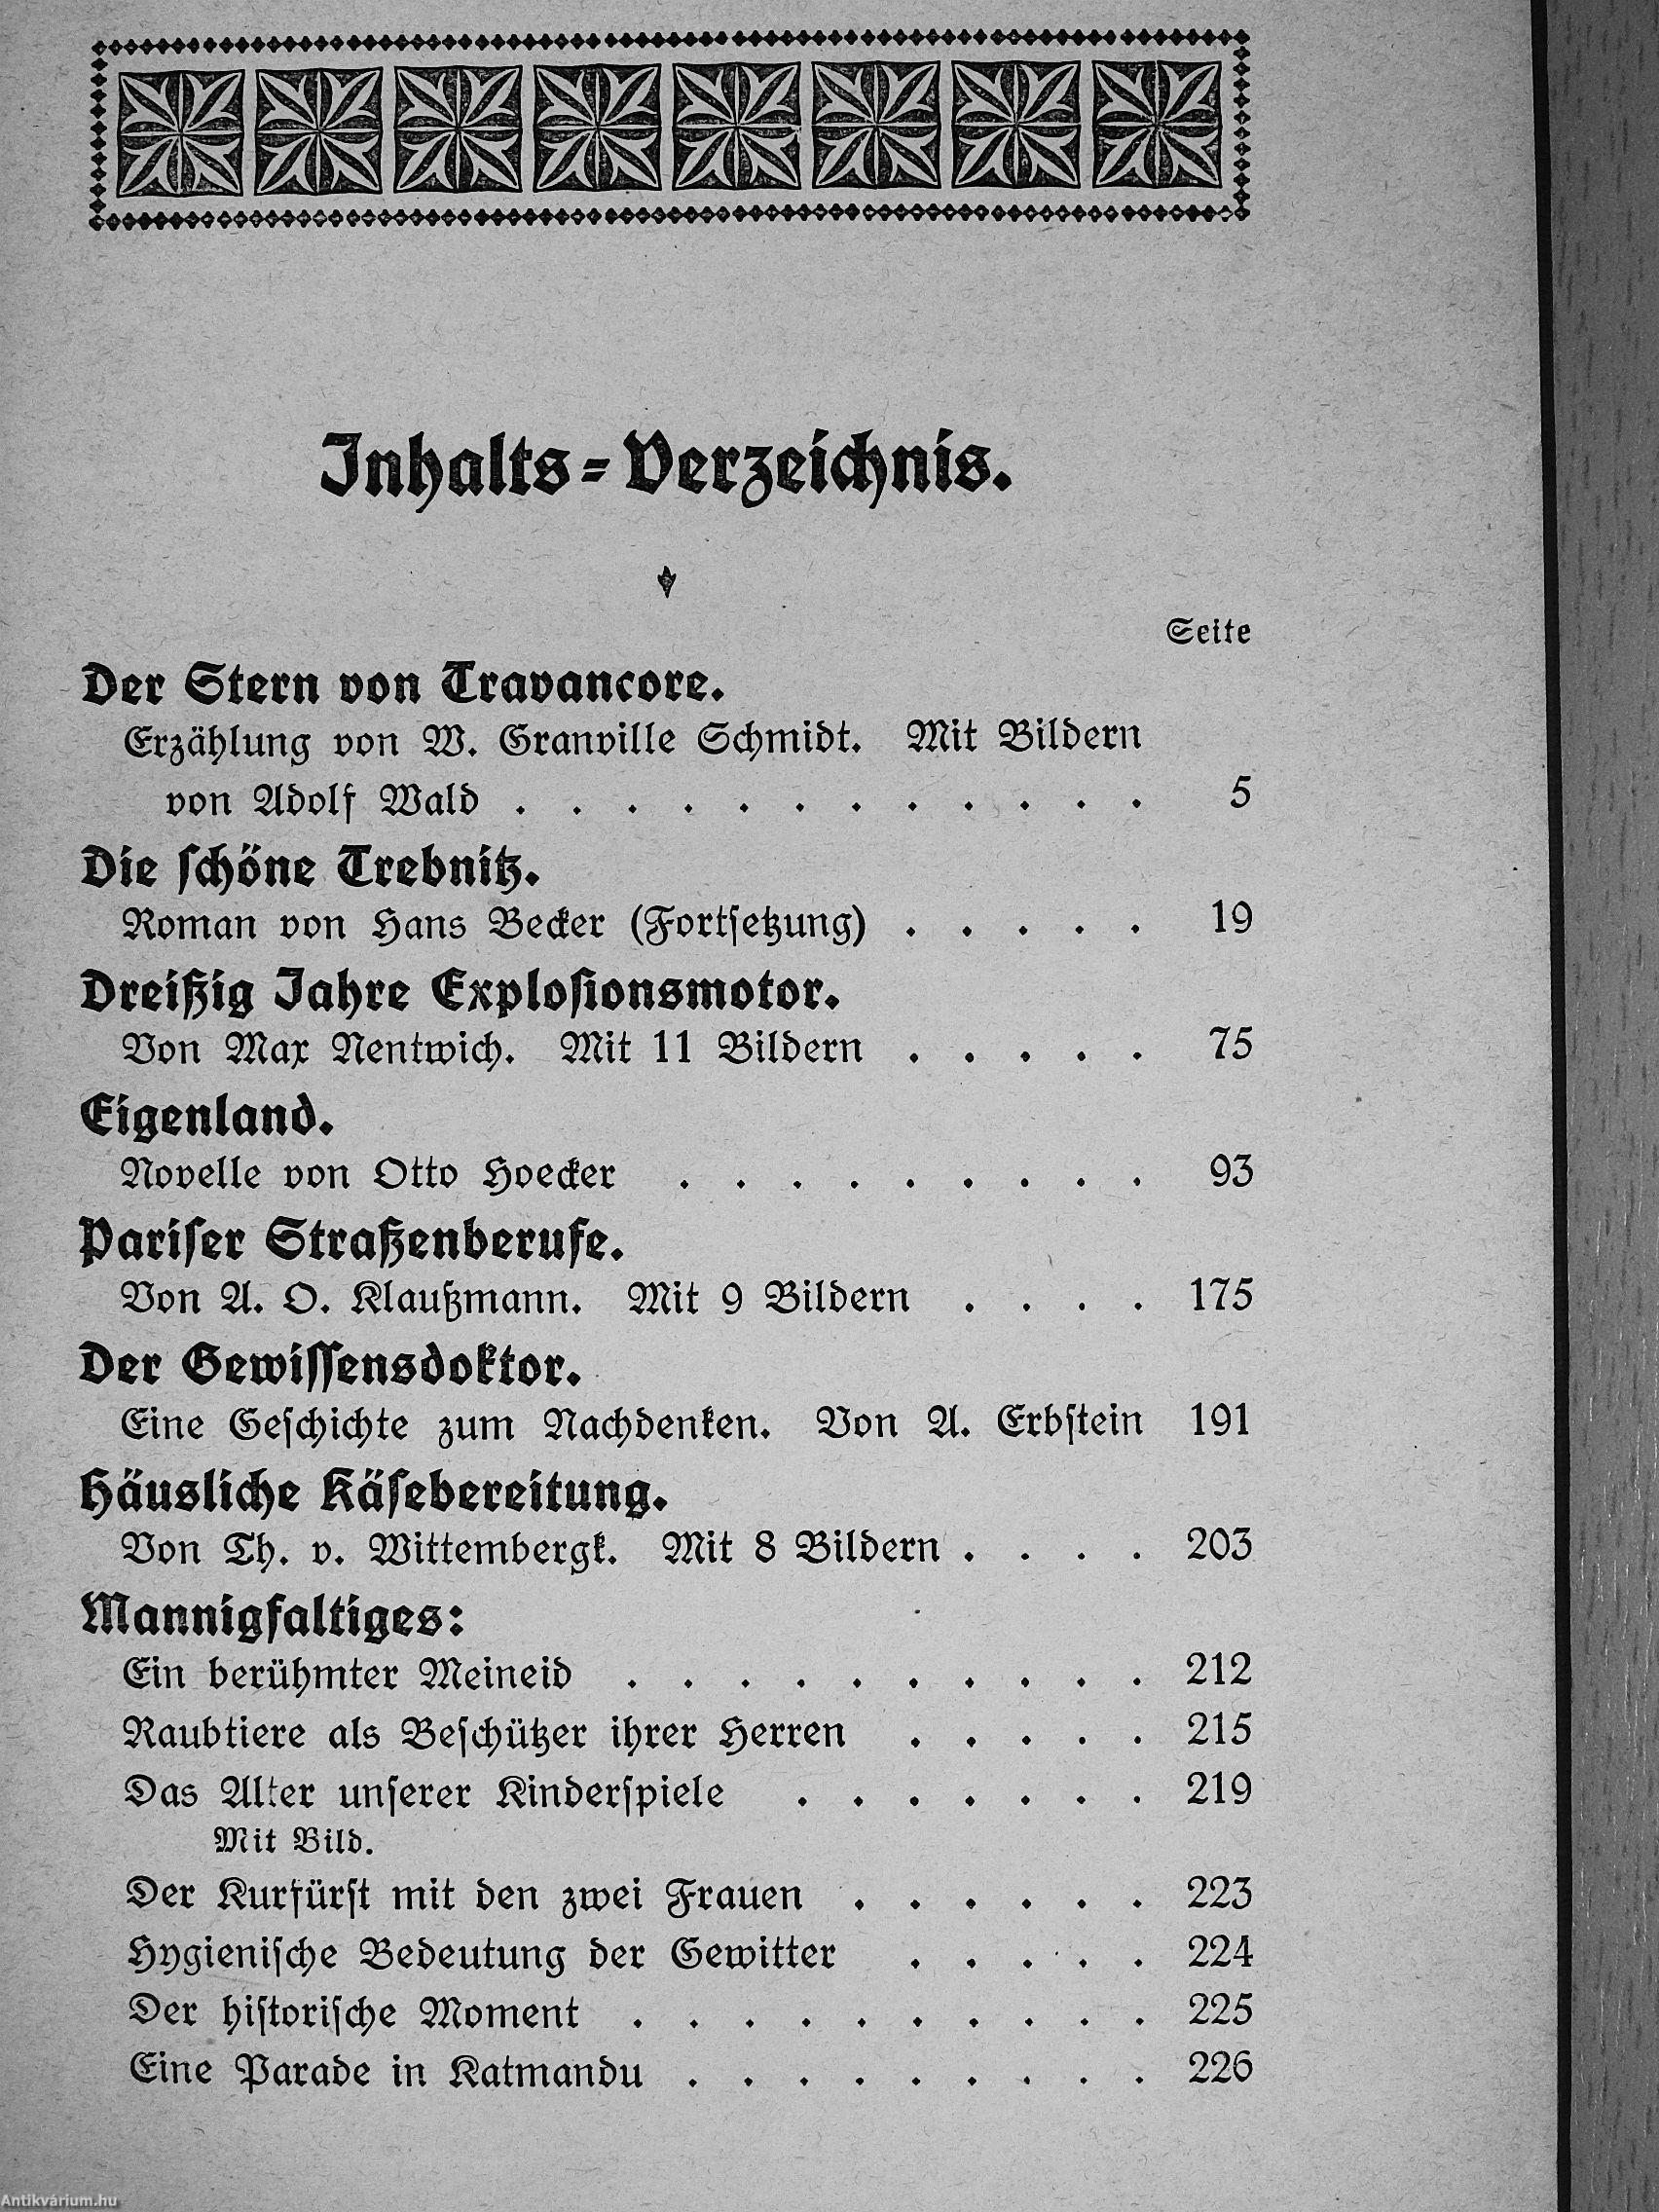 Inhalts-Verzeichnis.
Seite
Der Stern von Travancore.
Erzählung von W. Granville Schmidt. Mit Bildern
von Adolf Wald . . . . . . . . . . . . 5
Die schöne Trebnitz.
Roman von Hans Becker (Fortsetzung) . . . . . 19
Dreißig Jahre Explosionsmotor.
Von Max Nentwich. Mit 11 Bildern . . . . . 75
Eigenland.
Novelle von Otto Hoecker . . . . . . . . . 93
Pariser Straßenberufe.
Von A. O. Klaußmann. Mit 9 Bildern . . . . 175
Der Gewissensdoktor.
Eine Geschichte zum Nachdenken. Von A. Erbstein 191
Häusliche Käsebereitung.
Von Th. v. Wittembergk. Mit 8 Bildern . . . . 203
Mannigfaltiges:
Ein berühmter Meineid . . . . . . . . . . 212
Raubtiere als Beschützer ihrer Herren . . . . . 215
Das Alter unserer Kinderspiele . . . . . . . 219
Mit Bild.
Der Kurfürst mit den zwei Frauen . . . . . . 223
Hygienische Bedeutung der Gewitter . . . . . 224
Der historische Moment . . . . . . . . . . 225
Eine Parade in Katmandu . . . . . . . . . 226
Antikvárium.hu